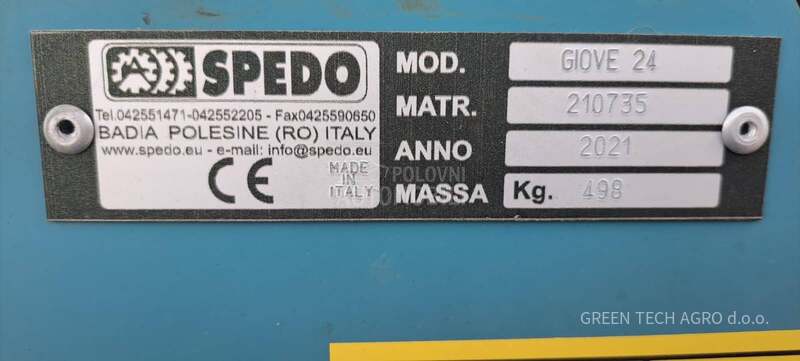 SPEDO
Tel.042551471-042552205 - Fax0425590650
BADIA POLESINE (RO) ITALY
www.spedo.eu - e-mail: info@spedo.eu
CE
MADE
IN
ITALY
MOD. GIOVE 24
MATR. 210735
ANNO 2021
MASSA Kg. 498
POLOVNI
GREEN TECH AGRO d.o.o.